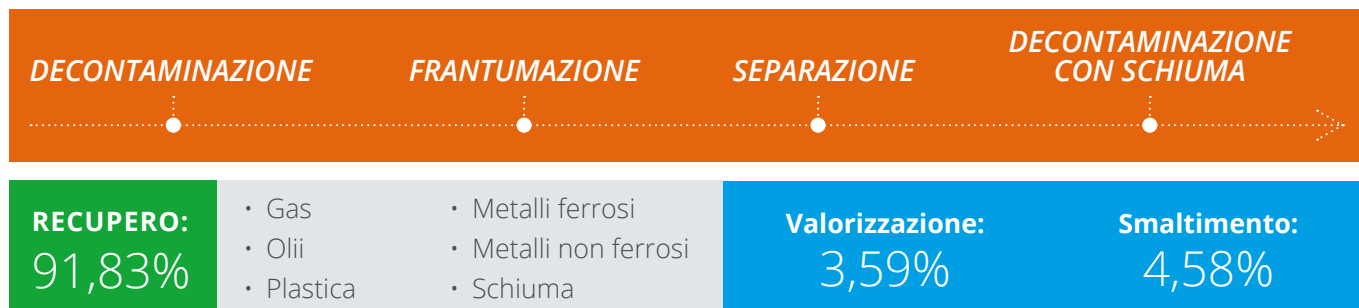 DECONTAMINAZIONE
FRANTUMAZIONE
SEPARAZIONE
DECONTAMINAZIONE
CON SCHIUMA
RECUPERO:
91,83%
• Gas
• Olii
• Plastica
• Metalli ferrosi
• Metalli non ferrosi
• Schiuma
Valorizzazione:
3,59%
Smaltimento:
4,58%